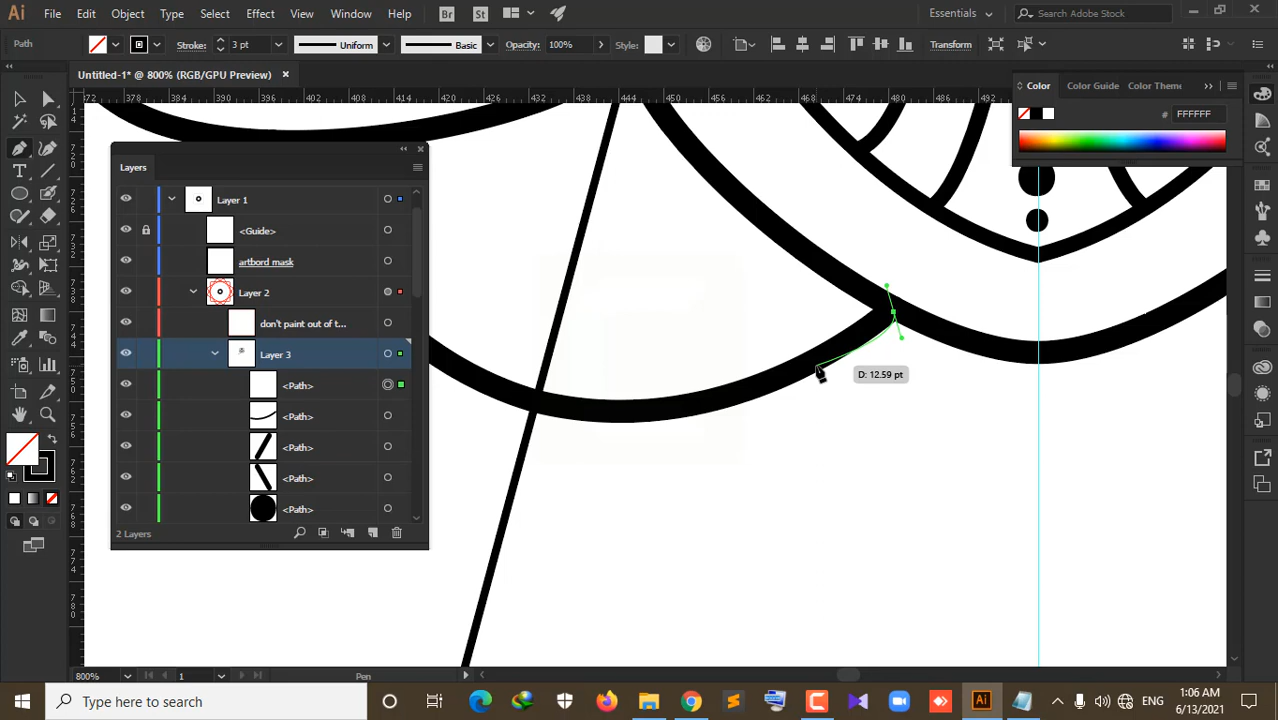 Ai File Edit Object Type Select Effect View Window Help Br St Essentials Search Adobe Stock
Path Stroke: 3 pt Uniform Basic Opacity: 100% Style: Transform
Untitled-1* @ 800% (RGB/GPU Preview)
372 378 384 390 396 402 408 414 420 426 432 438 444 450 456 462 468 474 480 486 492
Color Color Guide Color Theme
# FFFFFF
Layers
Layer 1
<Guide>
artbord mask
Layer 2
don't paint out of t...
Layer 3
<Path>
<Path>
<Path>
<Path>
<Path>
2 Layers
D: 12.59 pt
800% 1 Pen
Type here to search
Ai
ENG
1:06 AM
6/13/2021